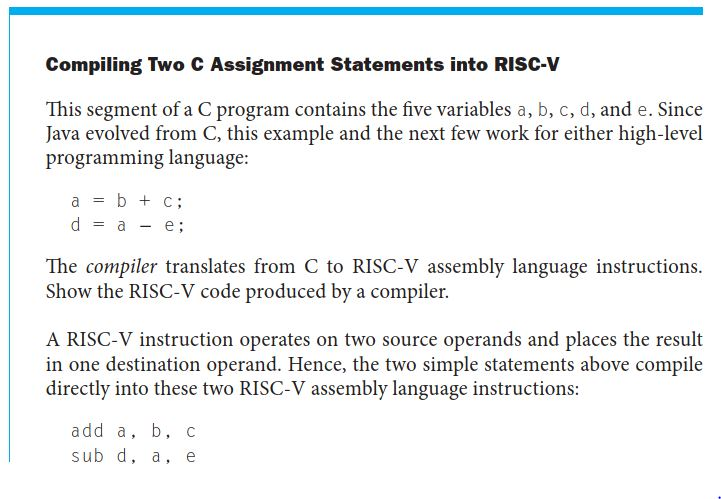 Compiling Two C Assignment Statements into RISC-V
This segment of a C program contains the five variables a, b, c, d, and e. Since
Java evolved from C, this example and the next few work for either high-level
programming language:
a = b + c;
d = a – e;
The compiler translates from C to RISC-V assembly language instructions.
Show the RISC-V code produced by a compiler.
A RISC-V instruction operates on two source operands and places the result
in one destination operand. Hence, the two simple statements above compile
directly into these two RISC-V assembly language instructions:
add a, b, c
sub d, a, e